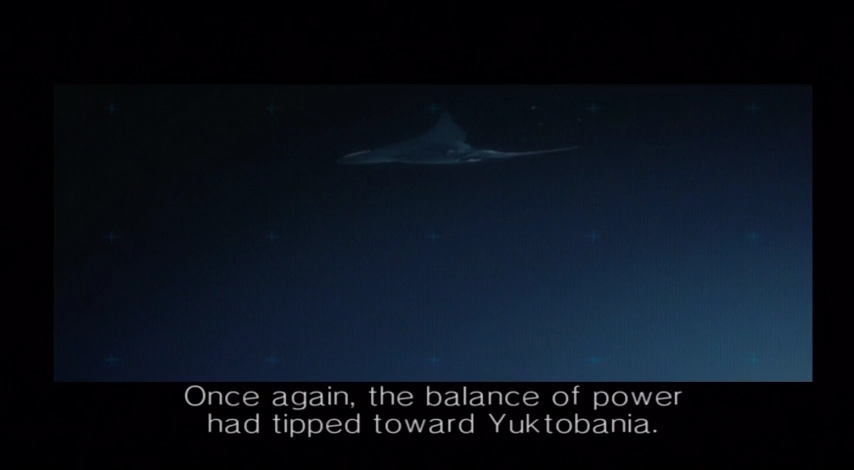 Once again, the balance of power
had tipped toward Yuktobania.